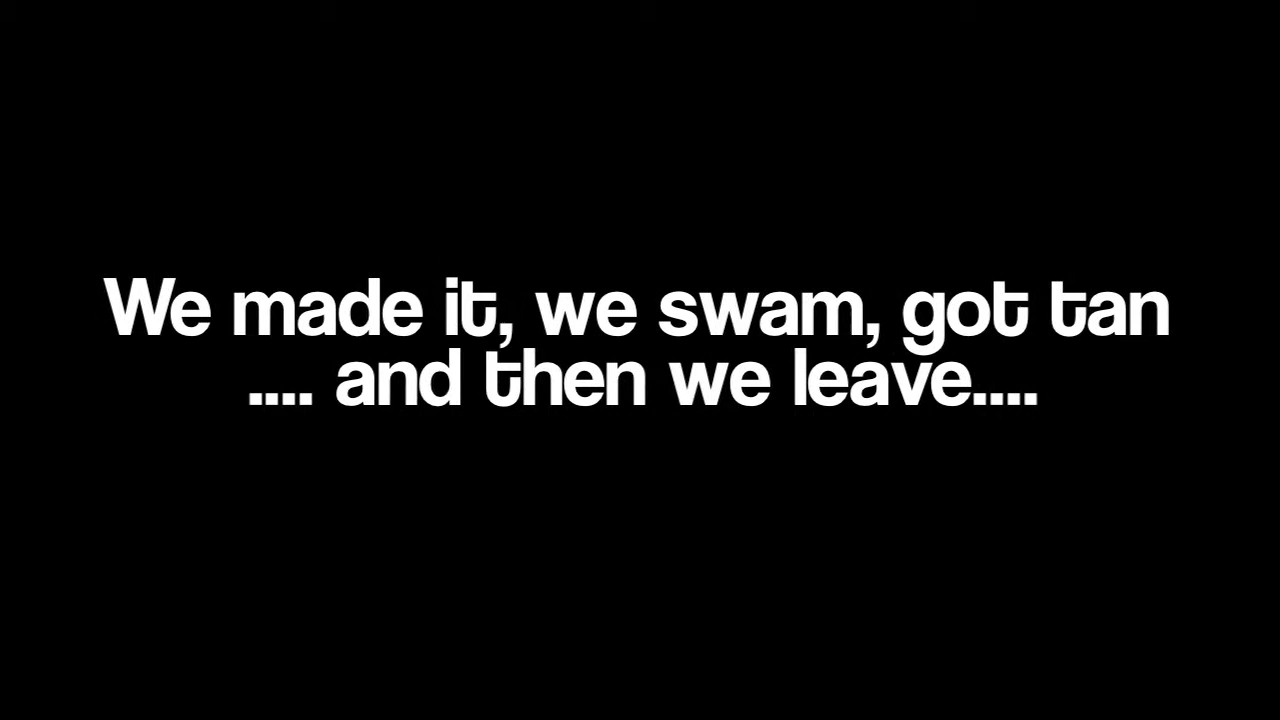 We made it, we swam, got tan
.... and then we leave....